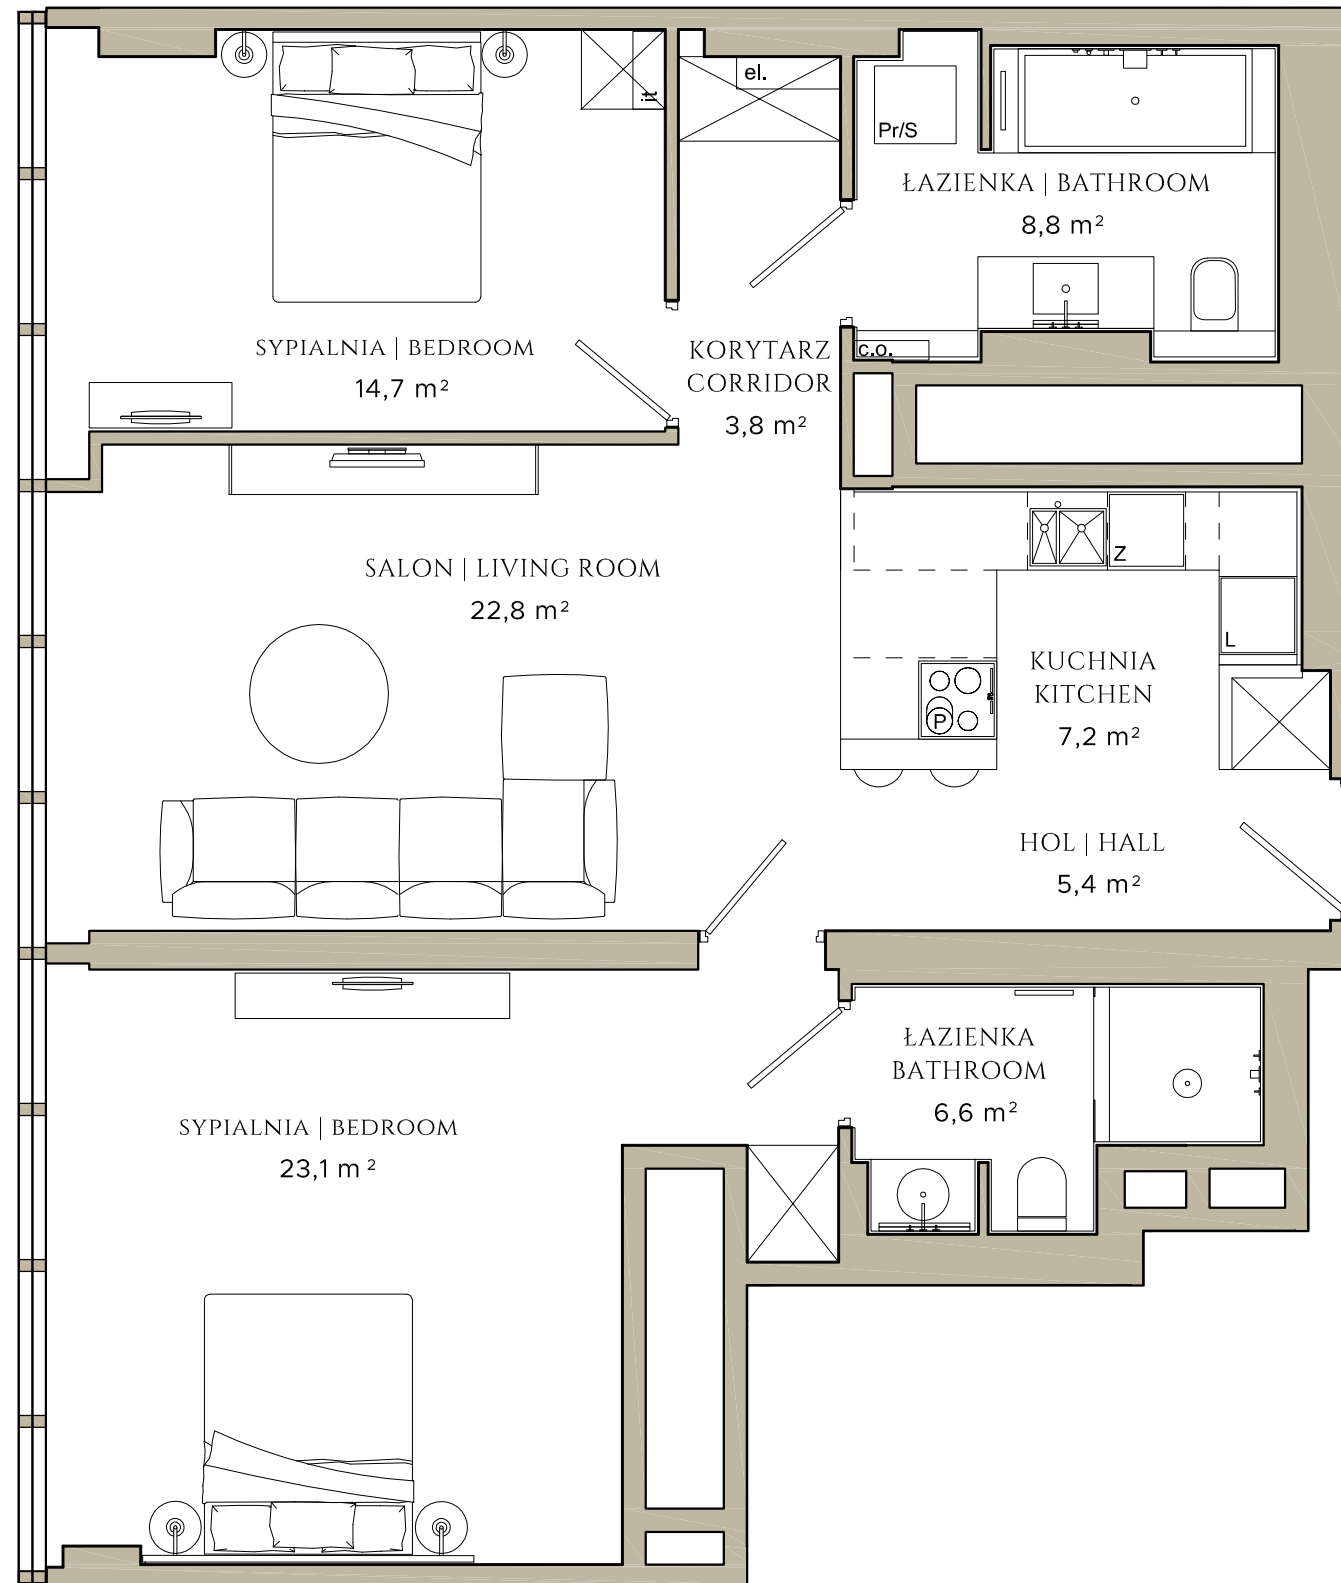 it
el.
Pr/S
ŁAZIENKA | BATHROOM
8,8 m²
SYPIALNIA | BEDROOM
14,7 m²
KORYTARZ
CORRIDOR
3,8 m²
c.o.
SALON | LIVING ROOM
22,8 m²
Z
L
KUCHNIA
KITCHEN
7,2 m²
P
HOL | HALL
5,4 m²
ŁAZIENKA
BATHROOM
6,6 m²
SYPIALNIA | BEDROOM
23,1 m²